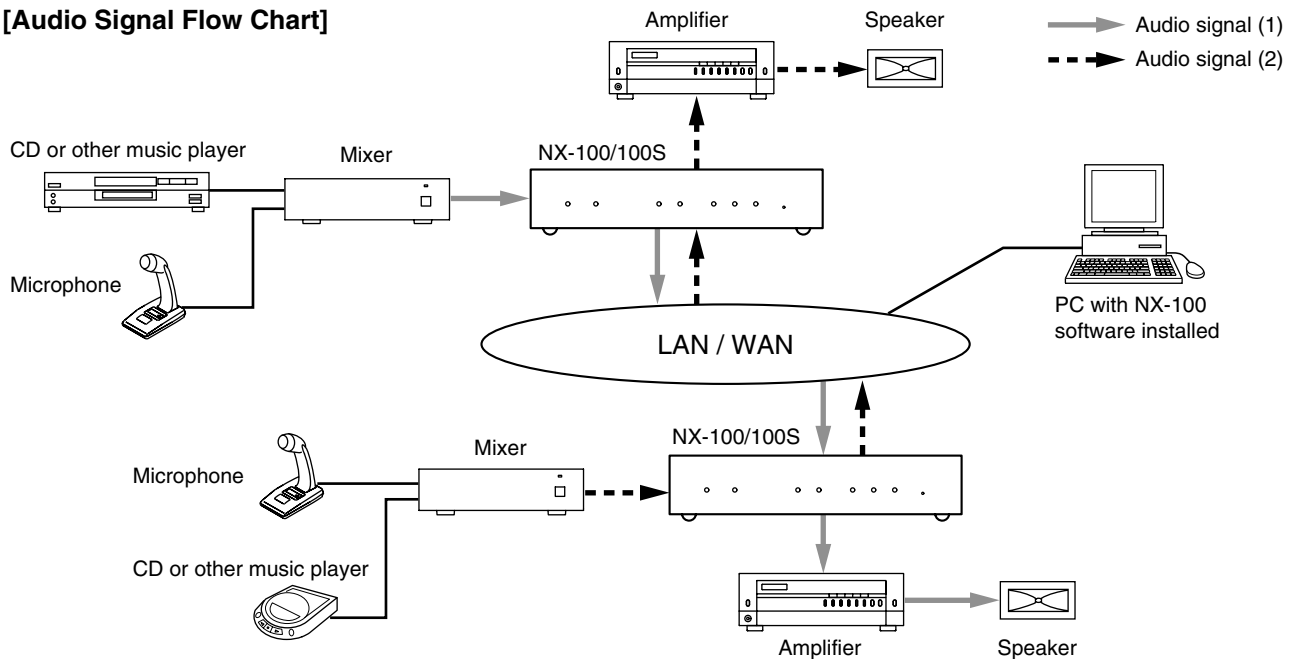 [Audio Signal Flow Chart]
Amplifier
Speaker
Audio signal (1)
Audio signal (2)
CD or other music player
Mixer
NX-100/100S
Microphone
PC with NX-100
software installed
LAN / WAN
NX-100/100S
Mixer
Microphone
CD or other music player
Amplifier
Speaker